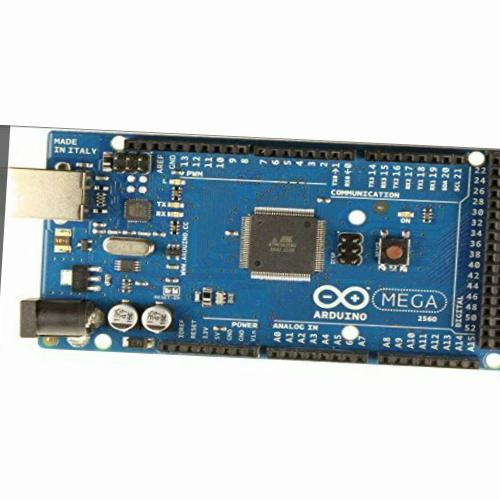 MADE
IN ITALY
AREF
GND
13
12
11
10
9
8
7
6
5
4
3
2
TX0→1
RX0←0
TX3 14
RX3 15
TX2 16
RX2 17
TX1 18
RX1 19
SDA 20
SCL 21
PWM
COMMUNICATION
TX
RX
L
ON
WWW.ARDUINO.CC
ICSP
RESET-EN
ARDUINO
MEGA
2560
DIGITAL
22
24
26
28
30
32
34
36
38
40
42
44
46
48
50
52
POWER
ANALOG IN
IOREF
RESET
3.3V
5V
GND
GND
Vin
A0
A1
A2
A3
A4
A5
A6
A7
A8
A9
A10
A11
A12
A13
A14
A15